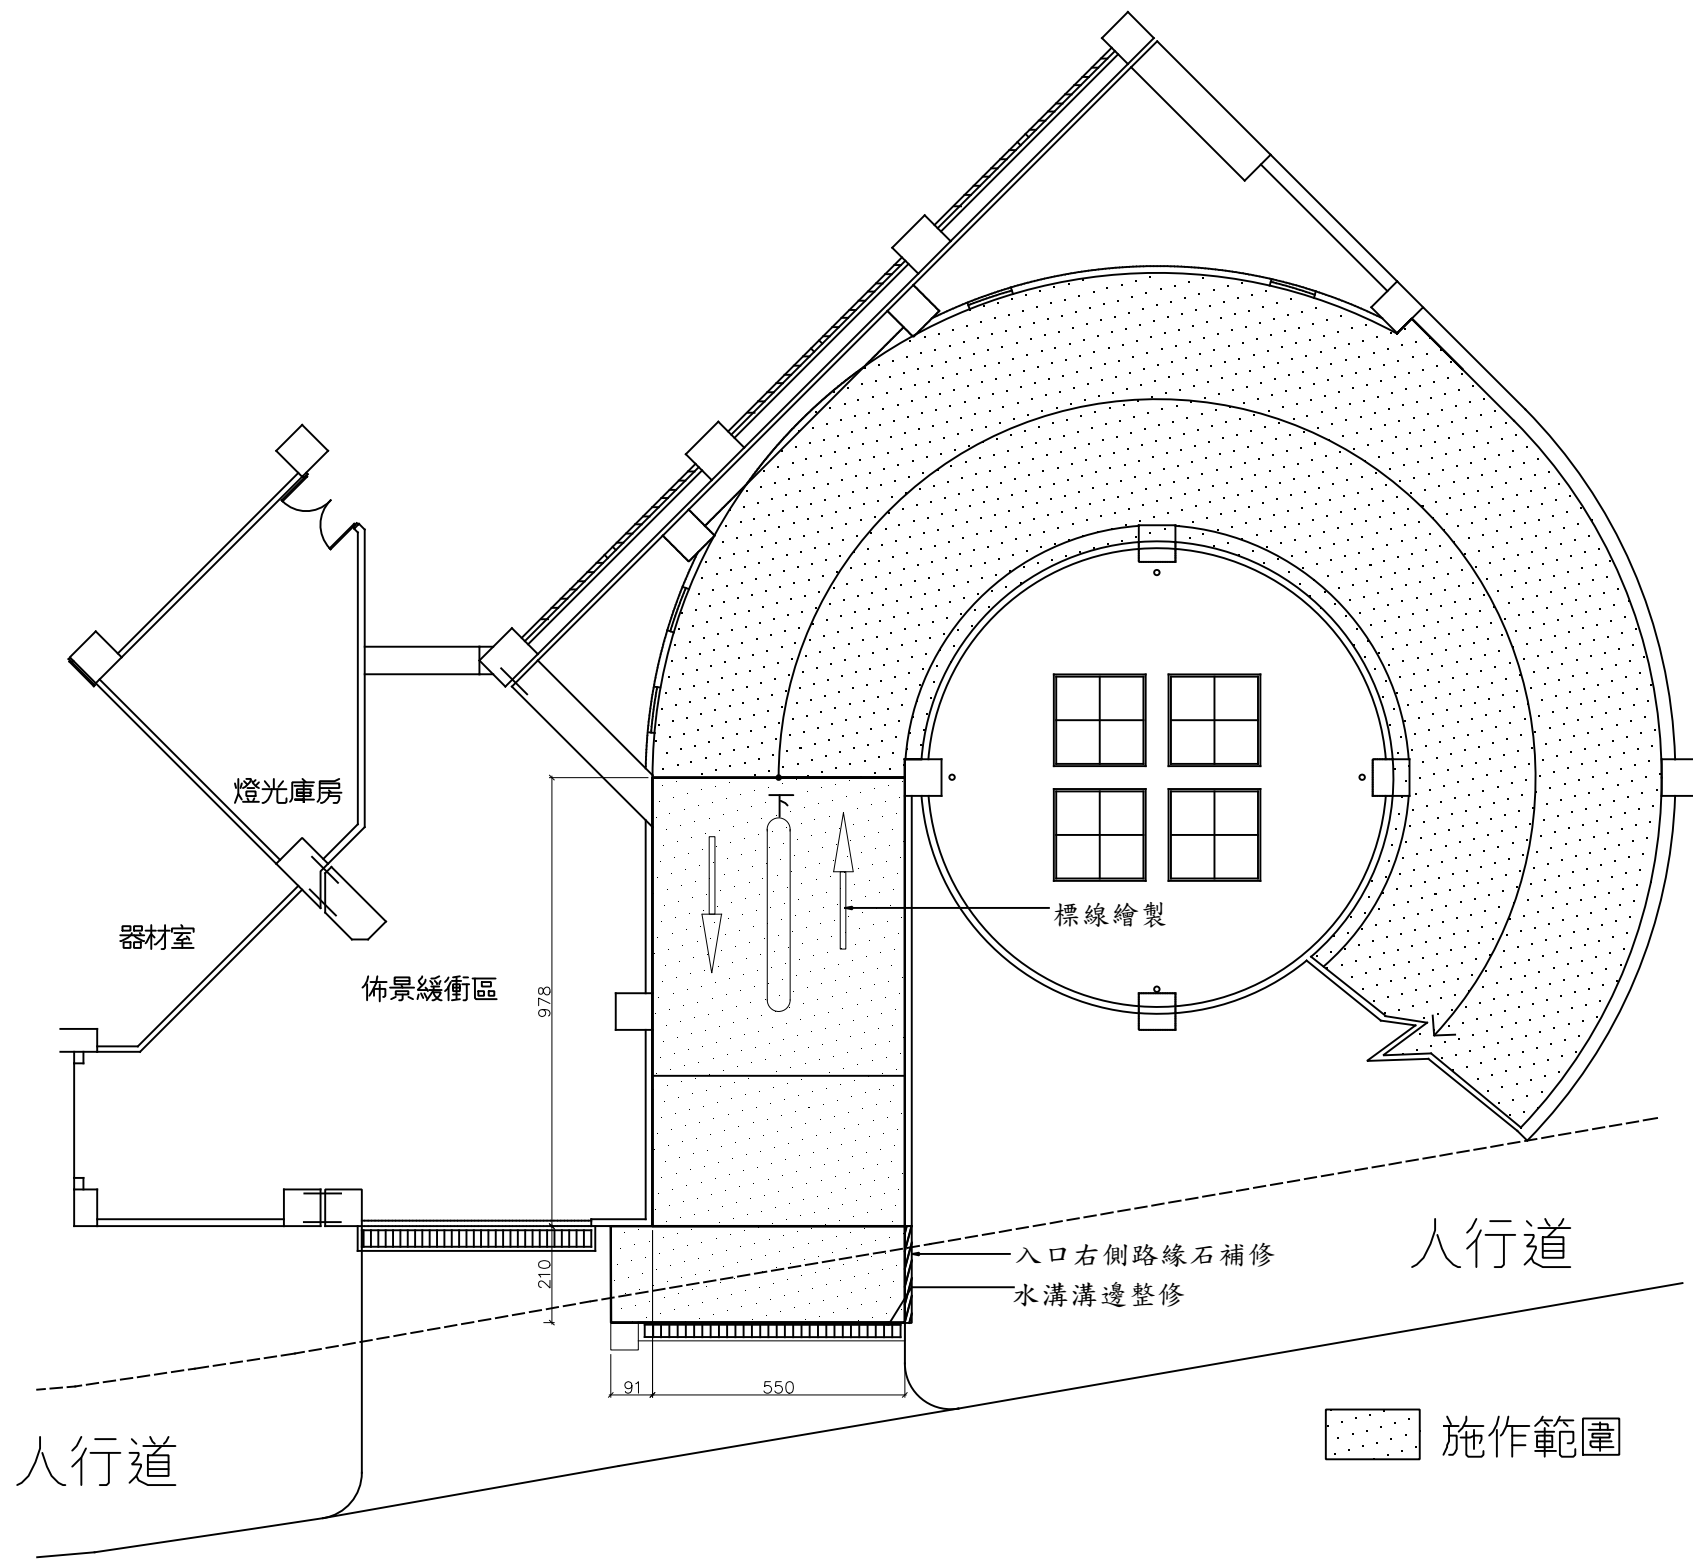 燈光庫房
下
標線繪製
器材室
佈景緩衝區
978
人行道
入口右側路緣石補修
210
水溝溝邊整修
91
550
施作範圍
人行道